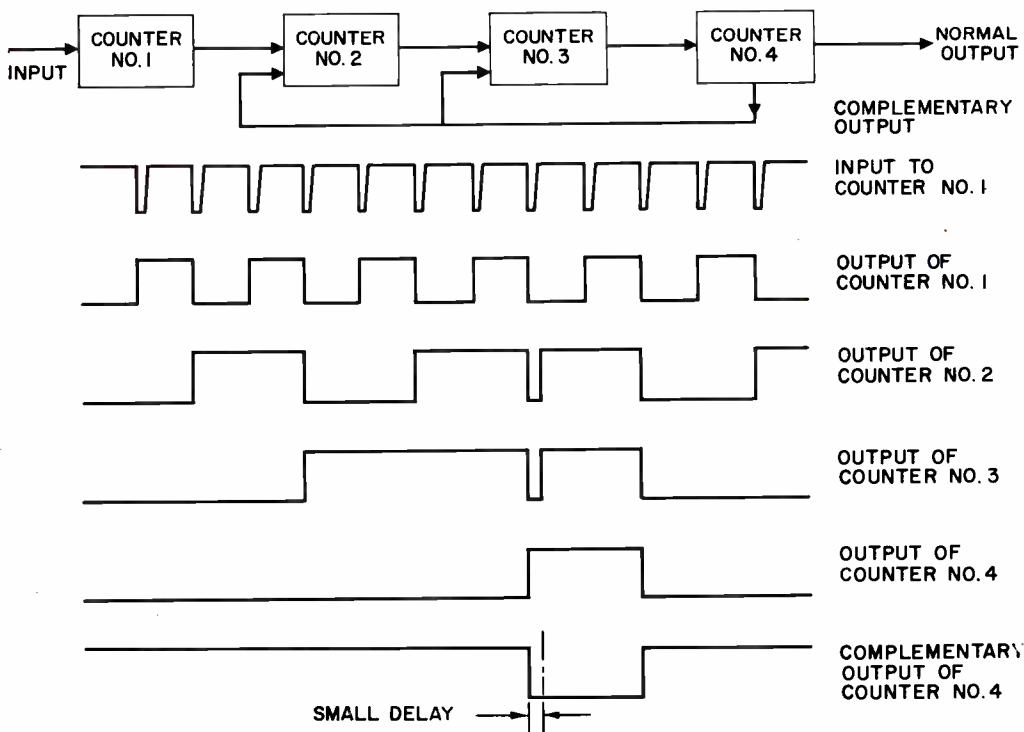 INPUT
COUNTER
NO. 1
COUNTER
NO. 2
COUNTER
NO. 3
COUNTER
NO. 4
NORMAL
OUTPUT
COMPLEMENTARY
OUTPUT
INPUT TO
COUNTER NO. 1
OUTPUT OF
COUNTER NO. 1
OUTPUT OF
COUNTER NO. 2
OUTPUT OF
COUNTER NO. 3
OUTPUT OF
COUNTER NO. 4
COMPLEMENTARY
OUTPUT OF
COUNTER NO. 4
SMALL DELAY